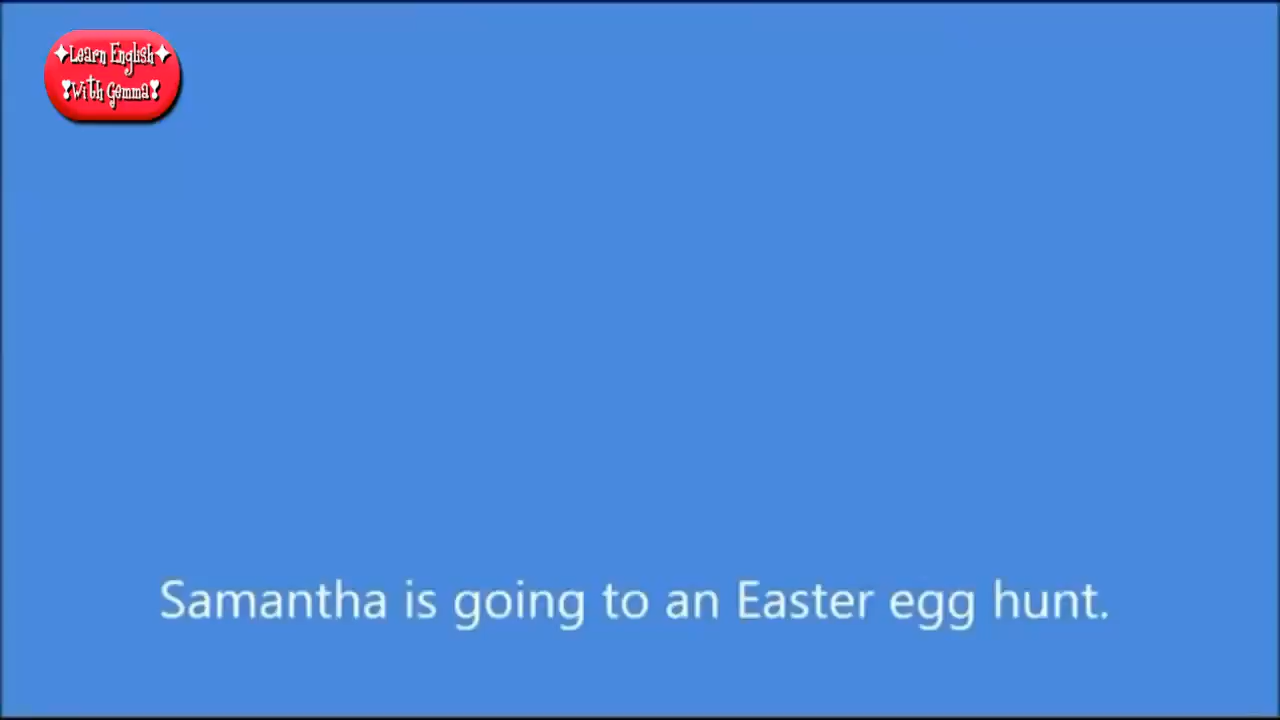 ✦Learn English✦
❣With Gemma❣
Samantha is going to an Easter egg hunt.